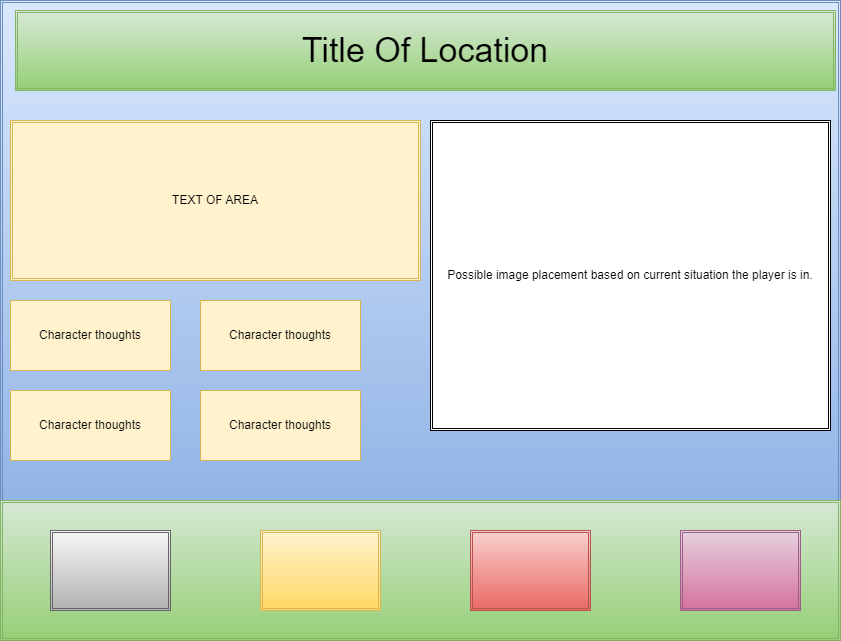 Title Of Location
TEXT OF AREA
Possible image placement based on current situation the player is in.
Character thoughts
Character thoughts
Character thoughts
Character thoughts